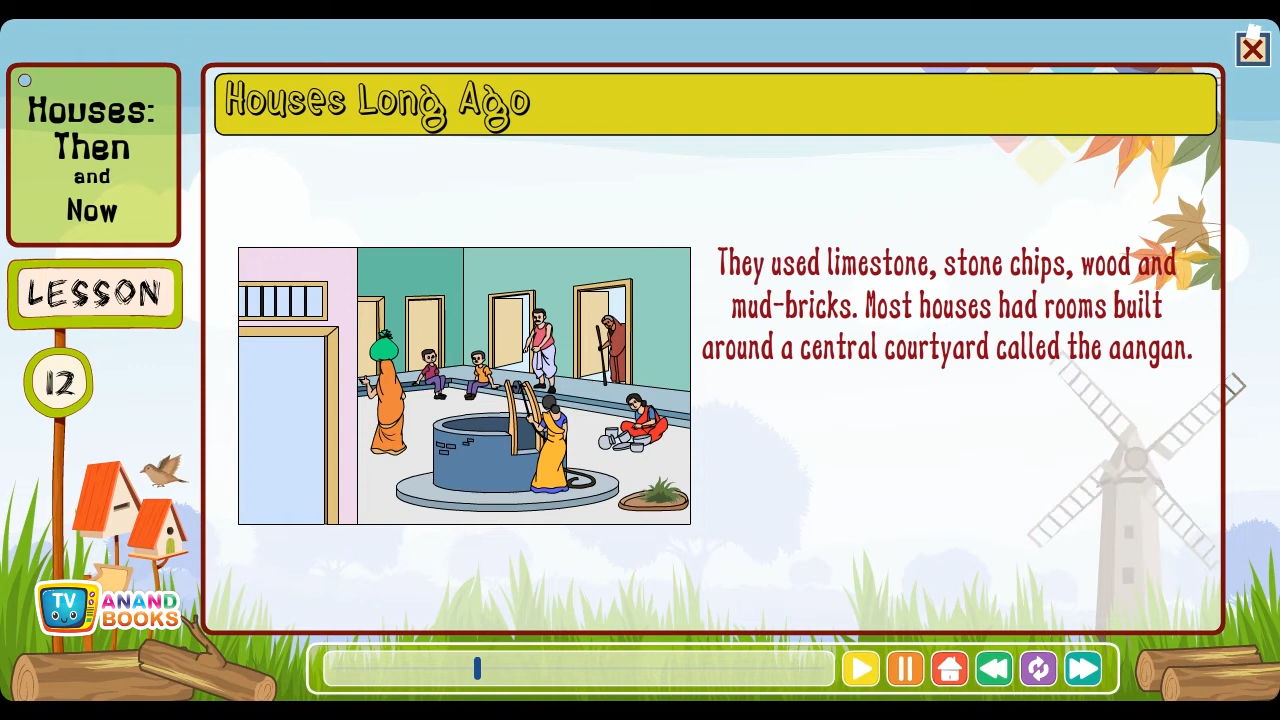 Houses Long Ago
Houses:
Then
and
Now
LESSON
12
They used limestone, stone chips, wood and
mud-bricks. Most houses had rooms built
around a central courtyard called the aangan.
TV
ANAND
BOOKS